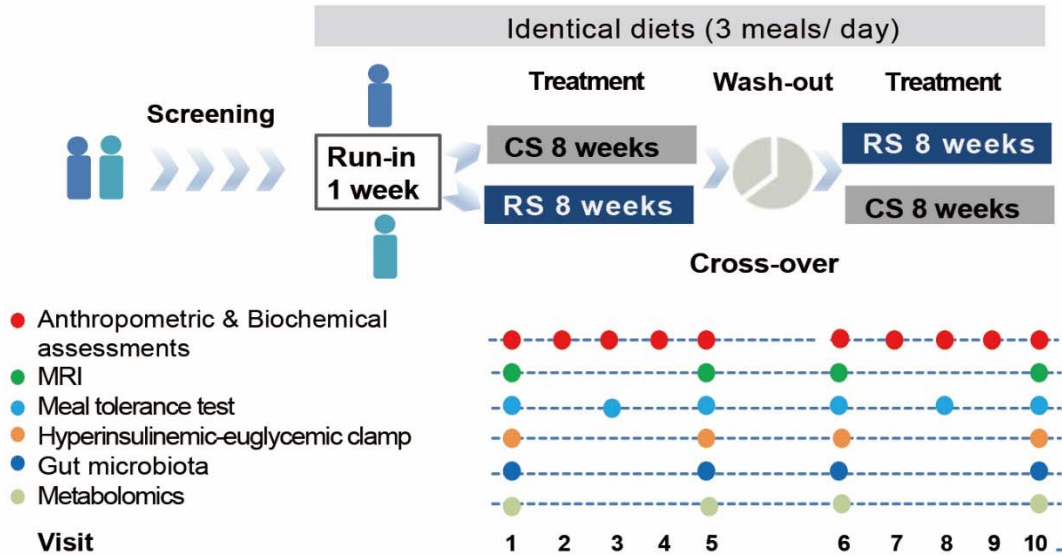 Identical diets (3 meals/ day)
Treatment
Wash-out
Treatment
Screening
Run-in
1 week
CS 8 weeks
RS 8 weeks
RS 8 weeks
CS 8 weeks
Cross-over
Anthropometric & Biochemical
assessments
MRI
Meal tolerance test
Hyperinsulinemic-euglycemic clamp
Gut microbiota
Metabolomics
Visit 1 2 3 4 5 6 7 8 9 10